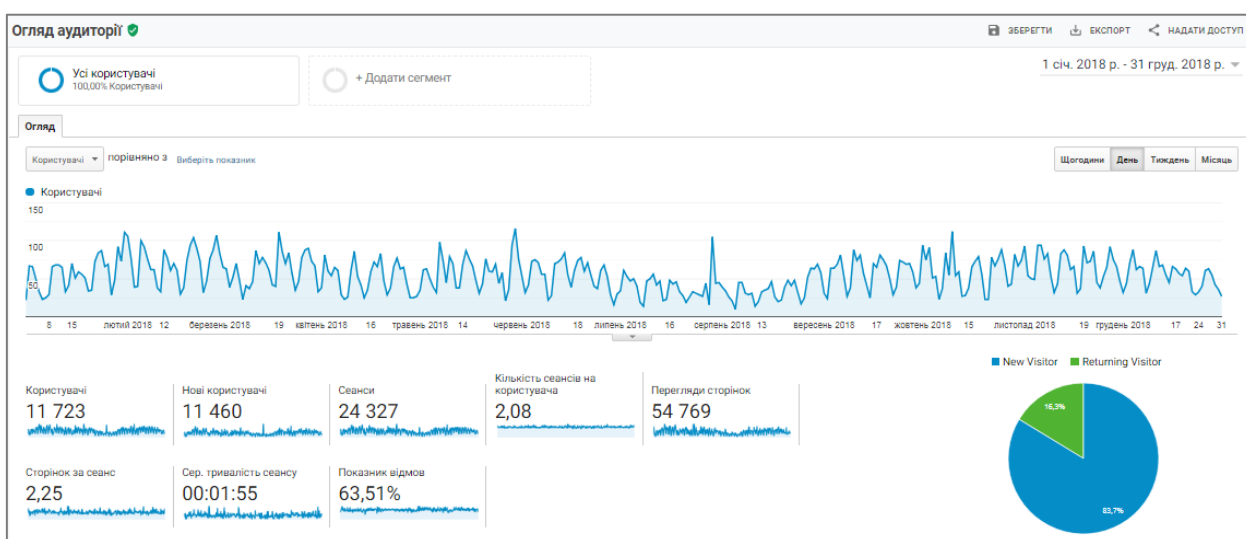 Огляд аудиторії
ЗБЕРЕГТИ ЕКСПОРТ НАДАТИ ДОСТУП
Усі користувачі
100,00% Користувачі
+ Додати сегмент
1 січ. 2018 р. - 31 груд. 2018 р.
Огляд
Користувачі порівняно з Виберіть показник
Щогодини День Тиждень Місяць
Користувачі
150
100
50
8 15 лютий 2018 12 березень 2018 19 квітень 2018 16 травень 2018 14 червень 2018 18 липень 2018 16 серпень 2018 13 вересень 2018 17 жовтень 2018 15 листопад 2018 19 грудень 2018 17 24 31
New Visitor Returning Visitor
Користувачі
11 723
Нові користувачі
11 460
Сеанси
24 327
Кількість сеансів на
користувача
2,08
Перегляди сторінок
54 769
Сторінок за сеанс
2,25
Сер. тривалість сеансу
00:01:55
Показник відмов
63,51%
16,3%
83,7%